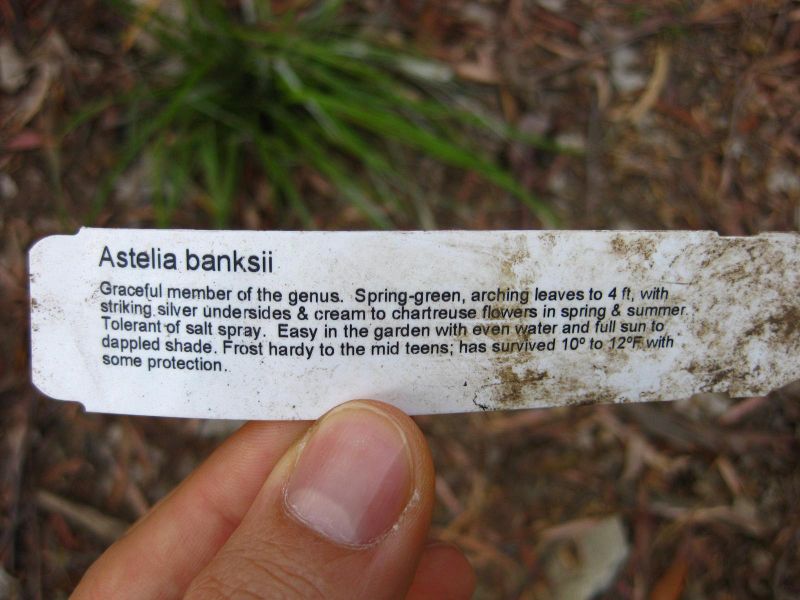 Astelia banksii
Graceful member of the genus. Spring-green, arching leaves to 4 ft, with
striking silver undersides & cream to chartreuse flowers in spring & summer.
Tolerant of salt spray. Easy in the garden with even water and full sun to
dappled shade. Frost hardy to the mid teens; has survived 10º to 12ºF with
some protection.